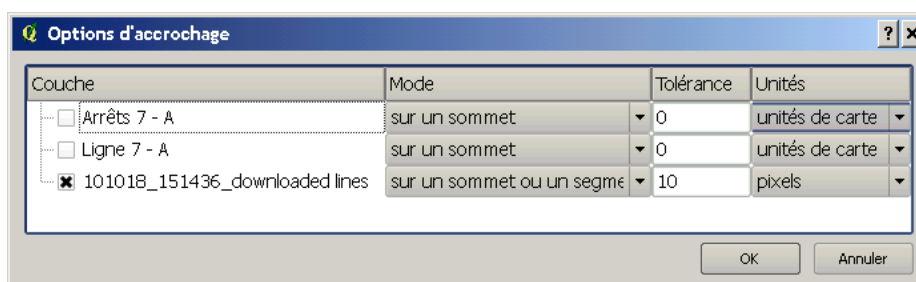 Options d'accrochage
Couche Mode Tolérance Unités
Arrêts 7 - A sur un sommet 0 unités de carte
Ligne 7 - A sur un sommet 0 unités de carte
101018_151436_downloaded lines sur un sommet ou un segme 10 pixels
OK Annuler